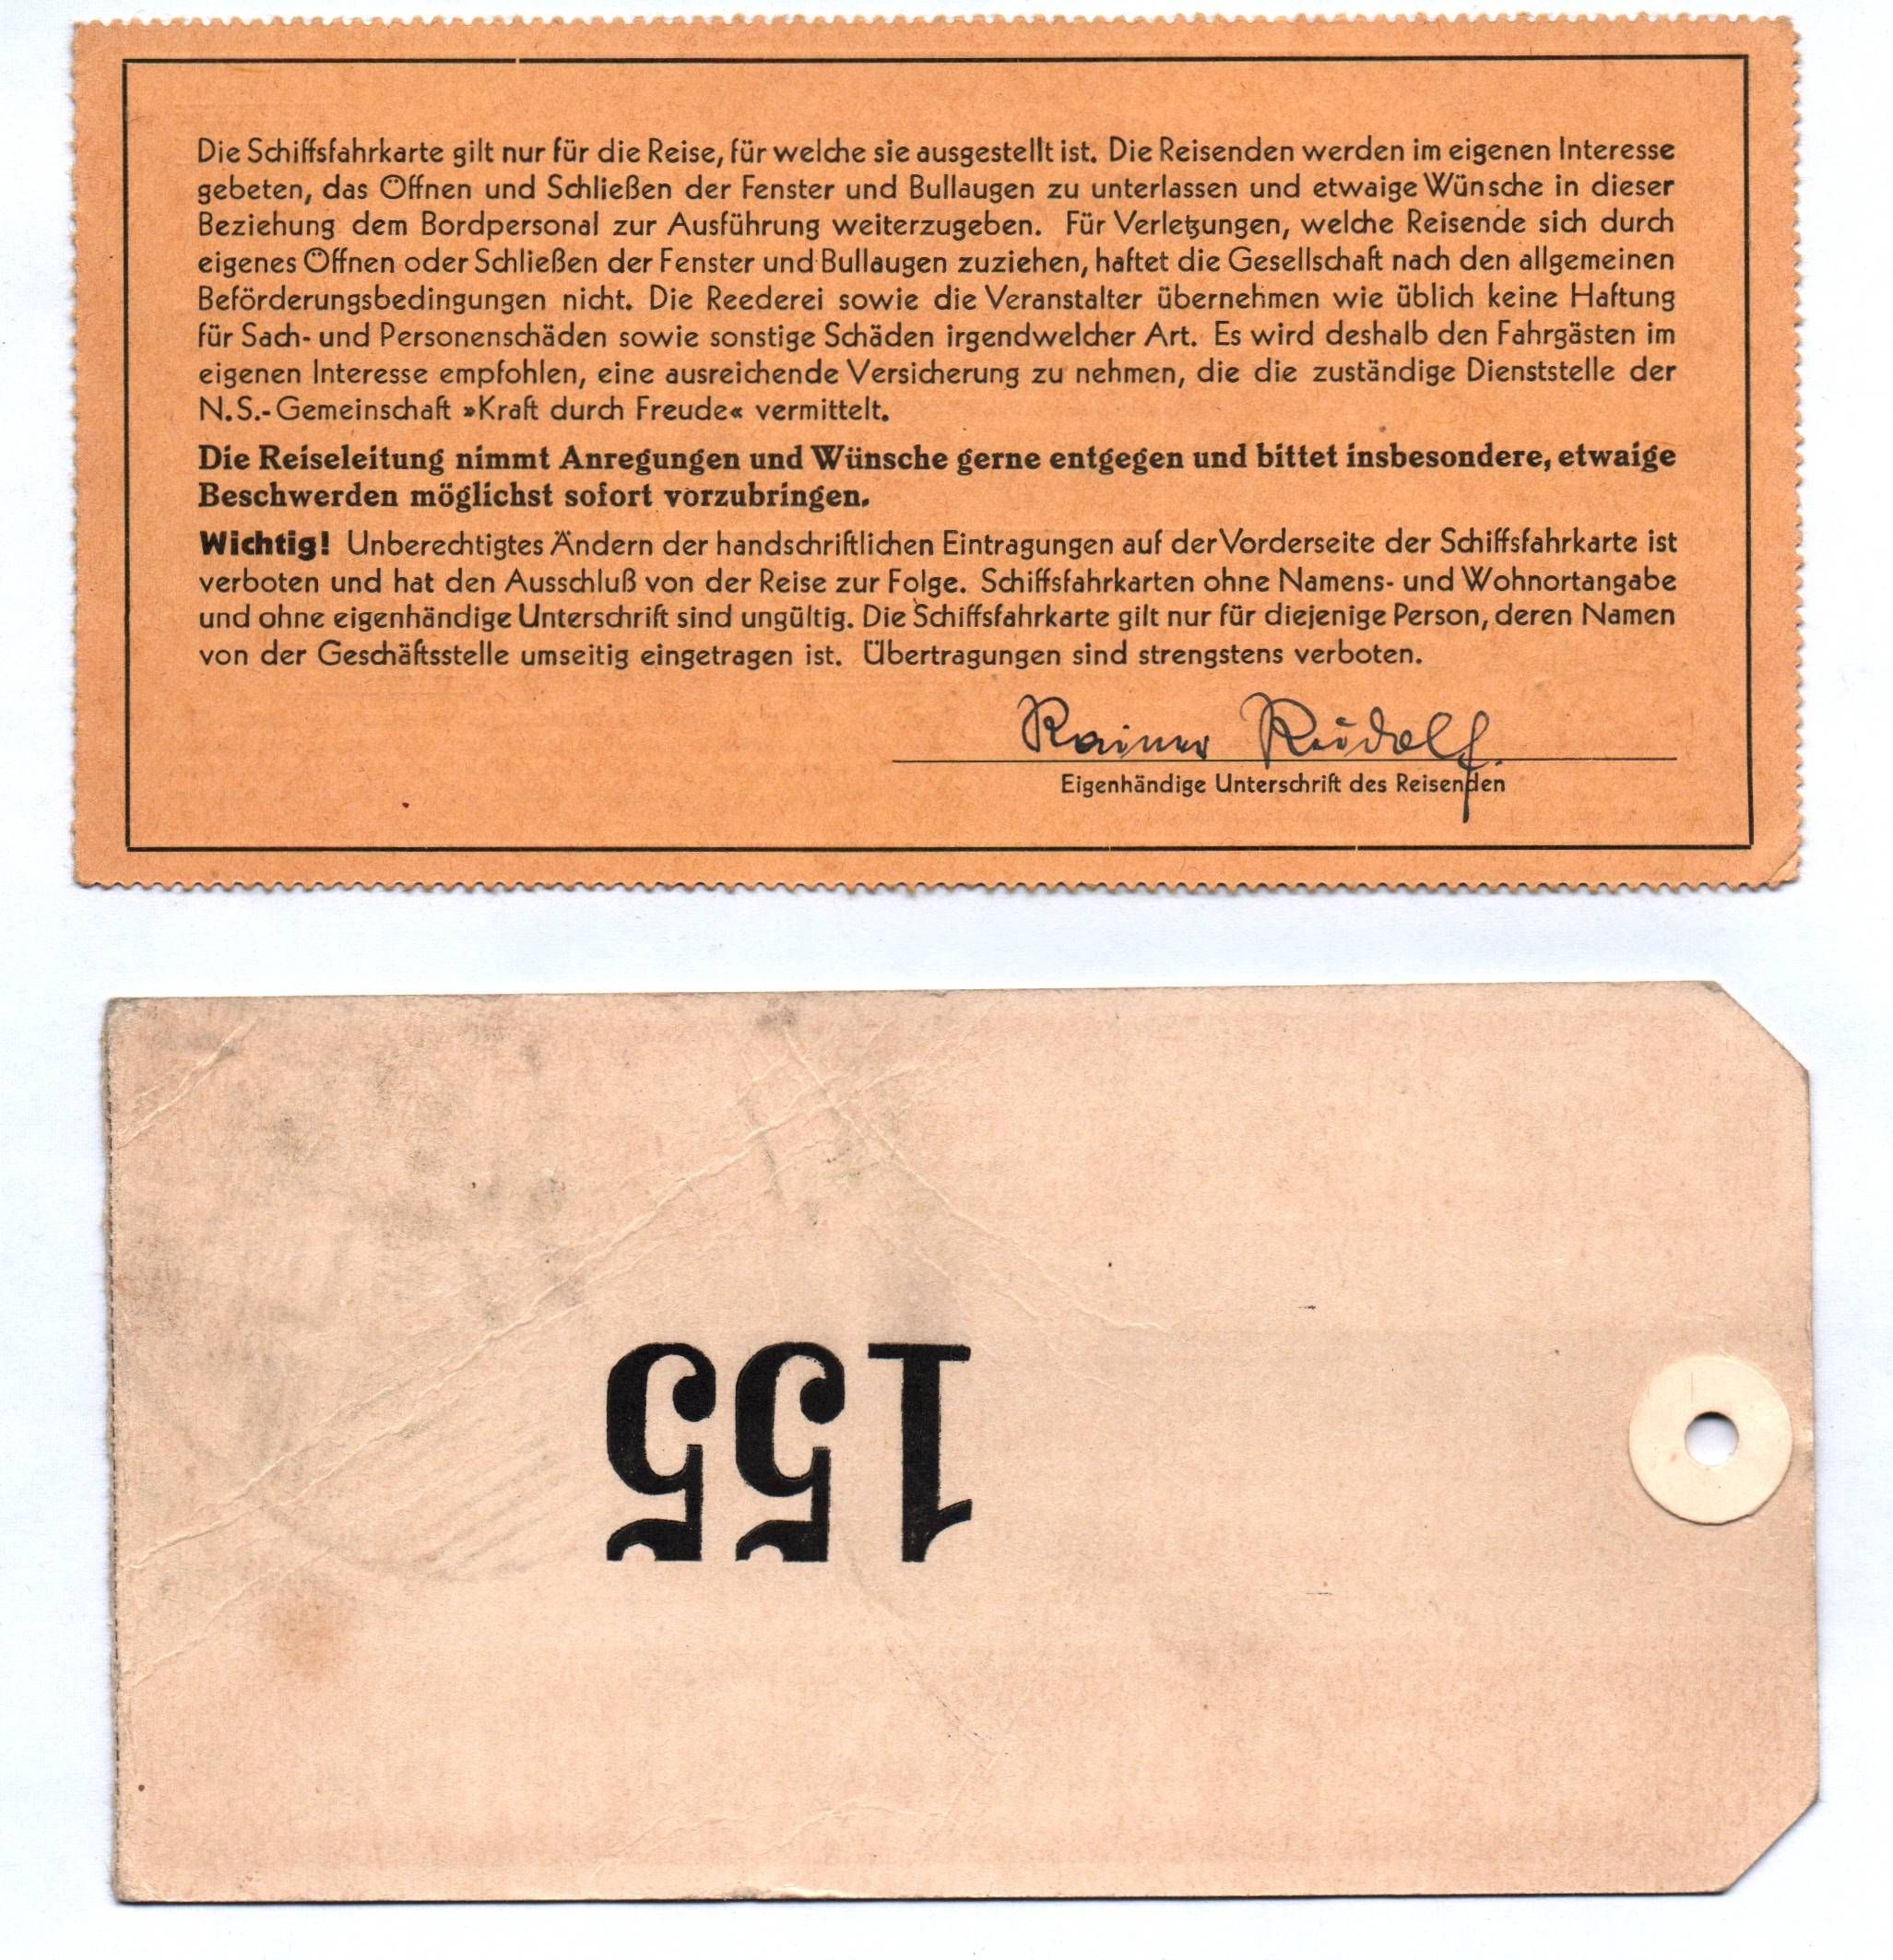 Die Schiffsfahrkarte gilt nur für die Reise, für welche sie ausgestellt ist. Die Reisenden werden im eigenen Interesse
gebeten, das Öffnen und Schließen der Fenster und Bullaugen zu unterlassen und etwaige Wünsche in dieser
Beziehung dem Bordpersonal zur Ausführung weiterzugeben. Für Verletzungen, welche Reisende sich durch
eigenes Öffnen oder Schließen der Fenster und Bullaugen zuziehen, haftet die Gesellschaft nach den allgemeinen
Beförderungsbedingungen nicht. Die Reederei sowie die Veranstalter übernehmen wie üblich keine Haftung
für Sach- und Personenschäden sowie sonstige Schäden irgendwelcher Art. Es wird deshalb den Fahrgästen im
eigenen Interesse empfohlen, eine ausreichende Versicherung zu nehmen, die die zuständige Dienststelle der
N.S.-Gemeinschaft »Kraft durch Freude« vermittelt.
Die Reiseleitung nimmt Anregungen und Wünsche gerne entgegen und bittet insbesondere, etwaige
Beschwerden möglichst sofort vorzubringen.
Wichtig! Unberechtigtes Ändern der handschriftlichen Eintragungen auf der Vorderseite der Schiffsfahrkarte ist
verboten und hat den Ausschluß von der Reise zur Folge. Schiffsfahrkarten ohne Namens- und Wohnortangabe
und ohne eigenhändige Unterschrift sind ungültig. Die Schiffsfahrkarte gilt nur für diejenige Person, deren Namen
von der Geschäftsstelle umseitig eingetragen ist. Übertragungen sind strengstens verboten.
Rainer Rudolf.
Eigenhändige Unterschrift des Reisenden
155